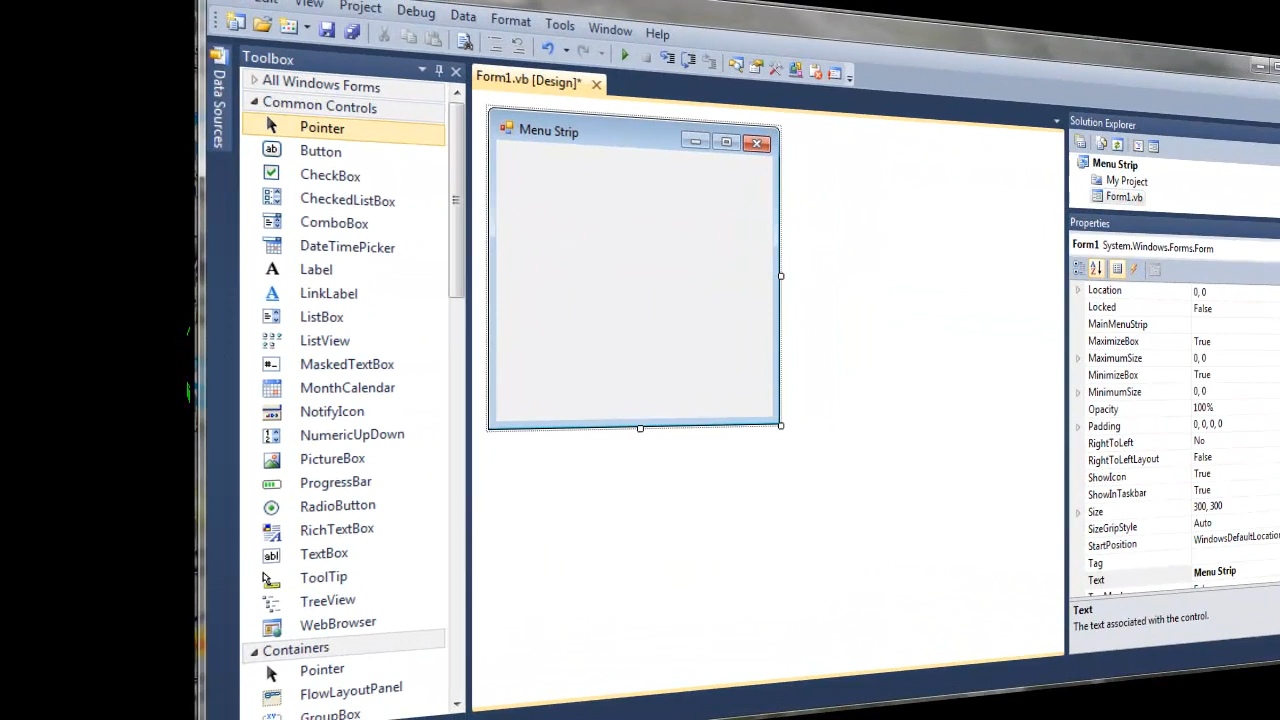 Edit View Project Debug Data Format Tools Window Help
Data Sources
Toolbox
All Windows Forms
Common Controls
Pointer
Button
CheckBox
CheckedListBox
ComboBox
DateTimePicker
Label
LinkLabel
ListBox
ListView
MaskedTextBox
MonthCalendar
NotifyIcon
NumericUpDown
PictureBox
ProgressBar
RadioButton
RichTextBox
TextBox
ToolTip
TreeView
WebBrowser
Containers
Pointer
FlowLayoutPanel
GroupBox
Form1.vb [Design]*
Menu Strip
Solution Explorer
Menu Strip
My Project
Form1.vb
Properties
Form1 System.Windows.Forms.Form
Location 0, 0
Locked False
MainMenuStrip
MaximizeBox True
MaximumSize 0, 0
MinimizeBox True
MinimumSize 0, 0
Opacity 100%
Padding 0, 0, 0, 0
RightToLeft No
RightToLeftLayout False
ShowIcon True
ShowInTaskbar True
Size 300, 300
SizeGripStyle Auto
StartPosition WindowsDefaultLocation
Tag
Text Menu Strip
Text
The text associated with the control.